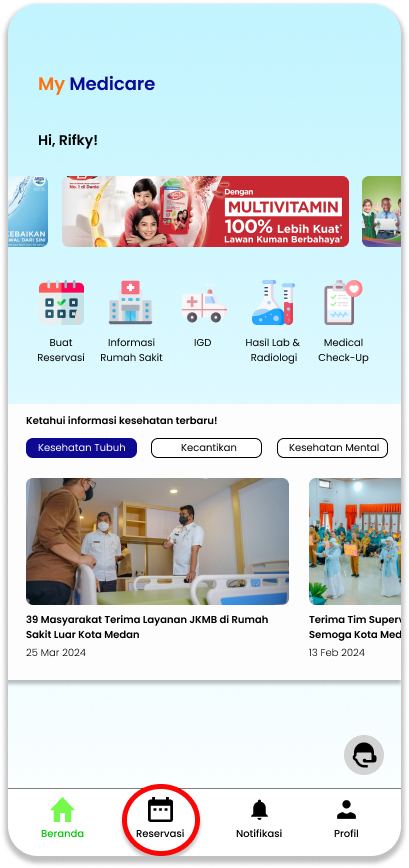 My Medicare
Hi, Rifky!
No. 1 di Dunia
Dengan
MULTIVITAMIN
100% Lebih Kuat*
Lawan Kuman Berbahaya*
Buat
Reservasi
Informasi
Rumah Sakit
IGD
Hasil Lab &
Radiologi
Medical
Check-Up
Ketahui informasi kesehatan terbaru!
Kesehatan Tubuh
Kecantikan
Kesehatan Mental
39 Masyarakat Terima Layanan JKMB di Rumah
Sakit Luar Kota Medan
25 Mar 2024
Terima Tim
Semoga Kota
13 Feb 2024
Beranda
Reservasi
Notifikasi
Profil